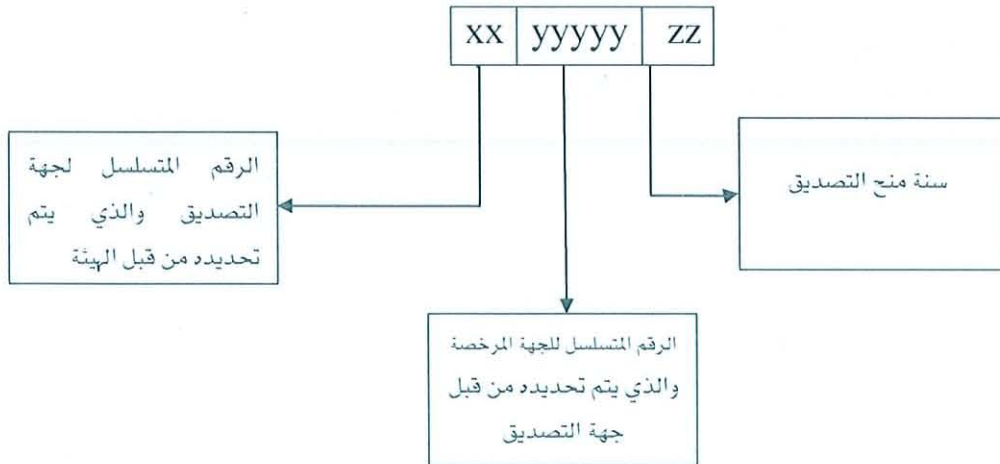 xx yyyyy zz
الرقم المتسلسل لجهة
التصديق والذي يتم
تحديده من قبل الهيئة
سنة منح التصديق
الرقم المتسلسل للجهة المرخصة
والذي يتم تحديده من قبل
جهة التصديق